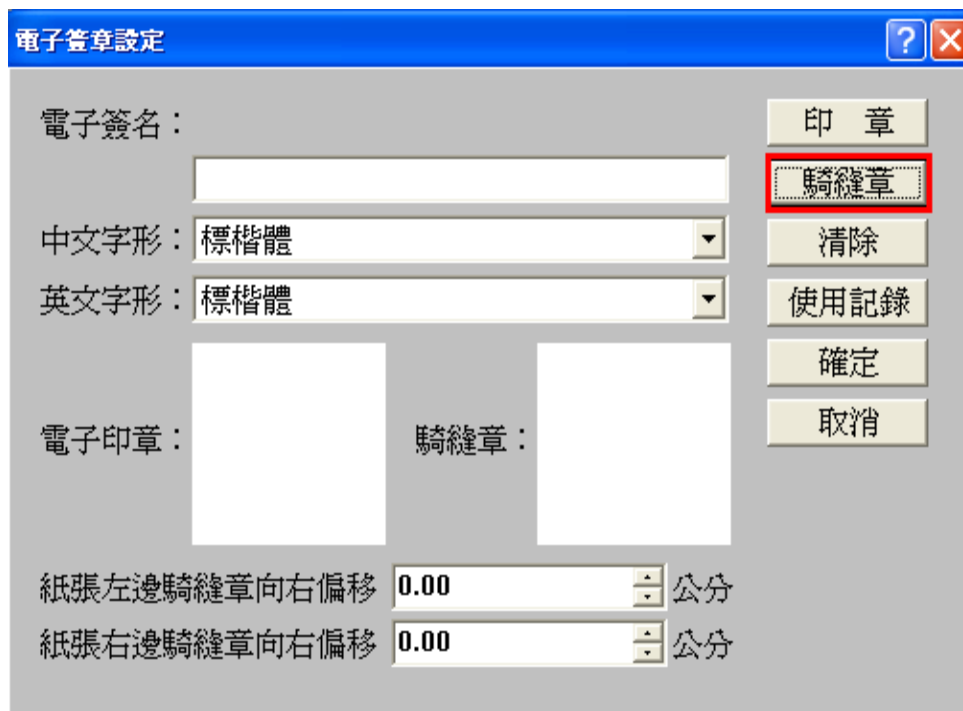 電子簽章設定
電子簽名：
印　章
騎縫章
中文字形：標楷體
清除
英文字形：標楷體
使用記錄
確定
電子印章：
騎縫章：
取消
紙張左邊騎縫章向右偏移 0.00 公分
紙張右邊騎縫章向右偏移 0.00 公分